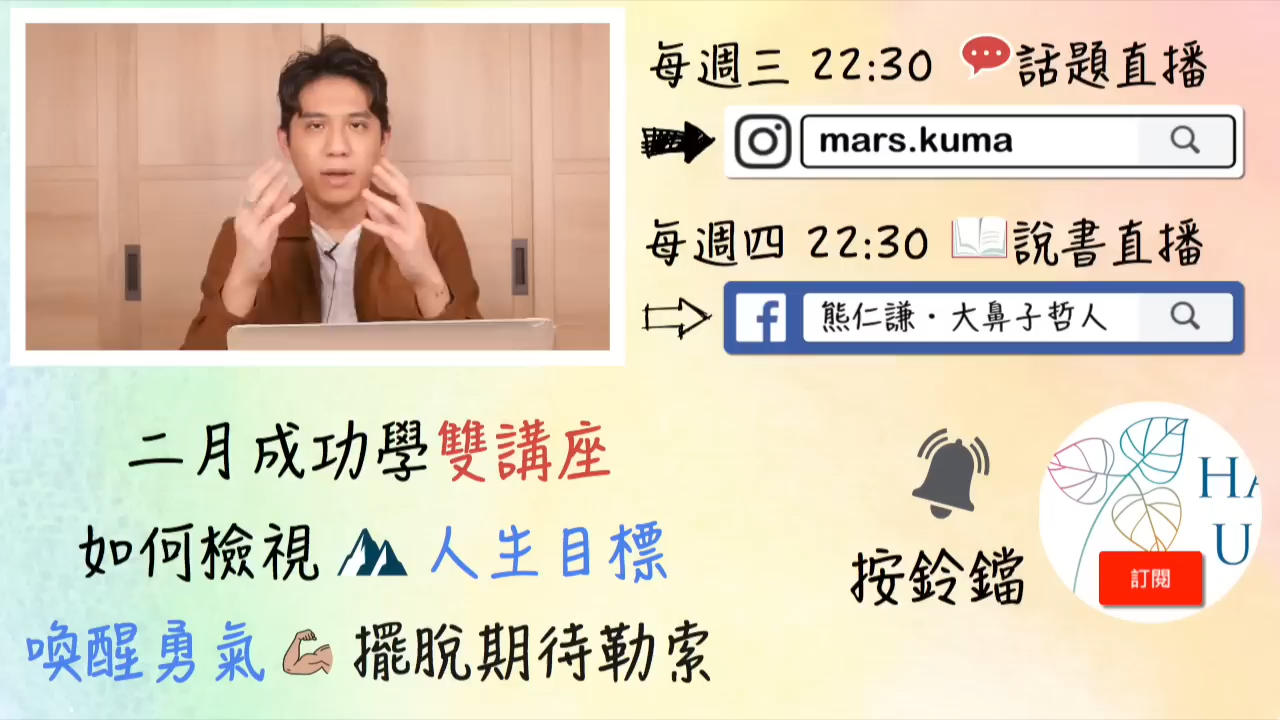 每週三 22:30 話題直播
mars.kuma
每週四 22:30 說書直播
熊仁謙・大鼻子哲人
二月成功學雙講座
如何檢視人生目標
喚醒勇氣擺脫期待勒索
按鈴鐺
HA
U
訂閱